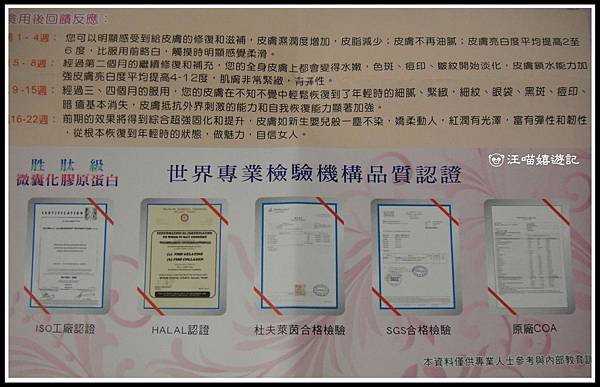 食用後回饋反應:
第1-4週: 您可以明顯感受到給皮膚的修復和滋補,皮膚濕潤度增加,皮脂減少;皮膚不再油膩;皮膚亮白度平均提高2至
6度,比服用前略白,觸摸時明顯感覺柔滑。
5-8週: 經過第二個月的繼續修復和補充,您的全身皮膚上都會變得水嫩,色斑、痘印、皺紋開始淡化,皮膚鎖水能力加
強皮膚亮白度平均提高4-12度,肌膚非常緊緻,有彈性。
9-15週: 經過三、四個月的服用,您的皮膚在不知不覺中輕鬆恢復到了年輕時的細膩、緊緻,細紋、眼袋、黑斑、痘印、
暗瘡基本消失,皮膚抵抗外界刺激的能力和自我恢復能力顯著加強。
16-22週: 前期的效果將得到綜合超強固化和提升,皮膚如新生嬰兒般一塵不染,嬌柔動人,紅潤有光澤,富有彈性和韌性
,從根本恢復到年輕時的狀態,做魅力,自信女人。
汪喵嬉遊記
胜肽級
微囊化膠原蛋白
世界專業檢驗機構品質認證
CERTIFICATION
(1) FISH GELATINE
(2) FISH COLLAGEN
ISO工廠認證
HALAL認證
杜夫萊茵合格檢驗
SGS合格檢驗
原廠COA
本資料僅供專業人士參考與內部教育訓